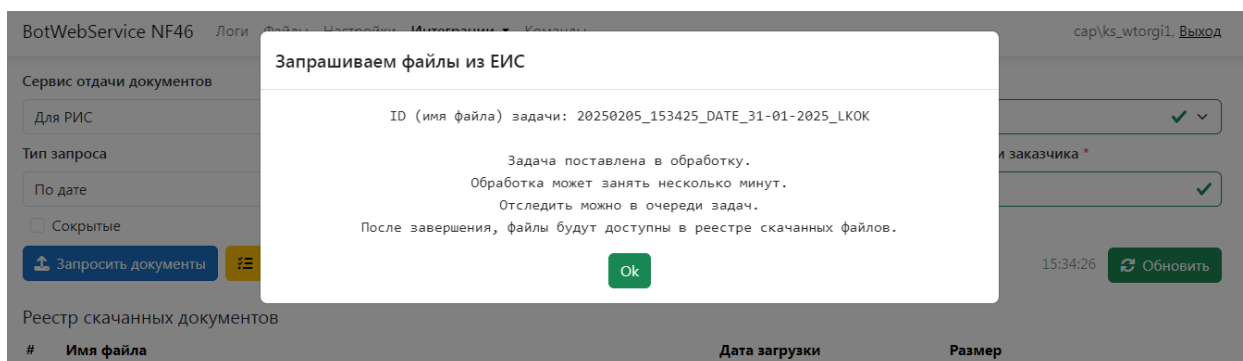 BotWebService NF46 Логи Файлы Настройки Интеграции Команды cap\ks_wtorgi1, Выход
Запрашиваем файлы из ЕИС
Сервис отдачи документов
ID (имя файла) задачи: 20250205_153425_DATE_31-01-2025_LKOK
Для РИС
Тип запроса
и заказчика *
Задача поставлена в обработку.
Обработка может занять несколько минут.
По дате
Отследить можно в очереди задач.
Сокрытые
После завершения, файлы будут доступны в реестре скачанных файлов.
Запросить документы
Ok
15:34:26 Обновить
Реестр скачанных документов
# Имя файла Дата загрузки Размер